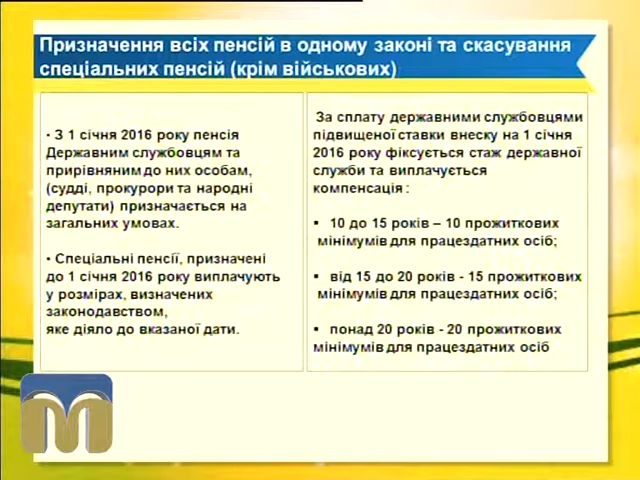 Призначення всіх пенсій в одному законі та скасування
спеціальних пенсій (крім військових)
• З 1 січня 2016 року пенсія
Державним службовцям та
прирівняним до них особам,
(судді, прокурори та народні
депутати) призначається на
загальних умовах.
• Спеціальні пенсії, призначені
до 1 січня 2016 року виплачують
у розмірах, визначених
законодавством,
яке діяло до вказаної дати.
За сплату державними службовцями
підвищеної ставки внеску на 1 січня
2016 року фіксується стаж державної
служби та виплачується
компенсація :
• 10 до 15 років – 10 прожиткових
мінімумів для працездатних осіб;
• від 15 до 20 років - 15 прожиткових
мінімумів для працездатних осіб;
• понад 20 років - 20 прожиткових
мінімумів для працездатних осіб